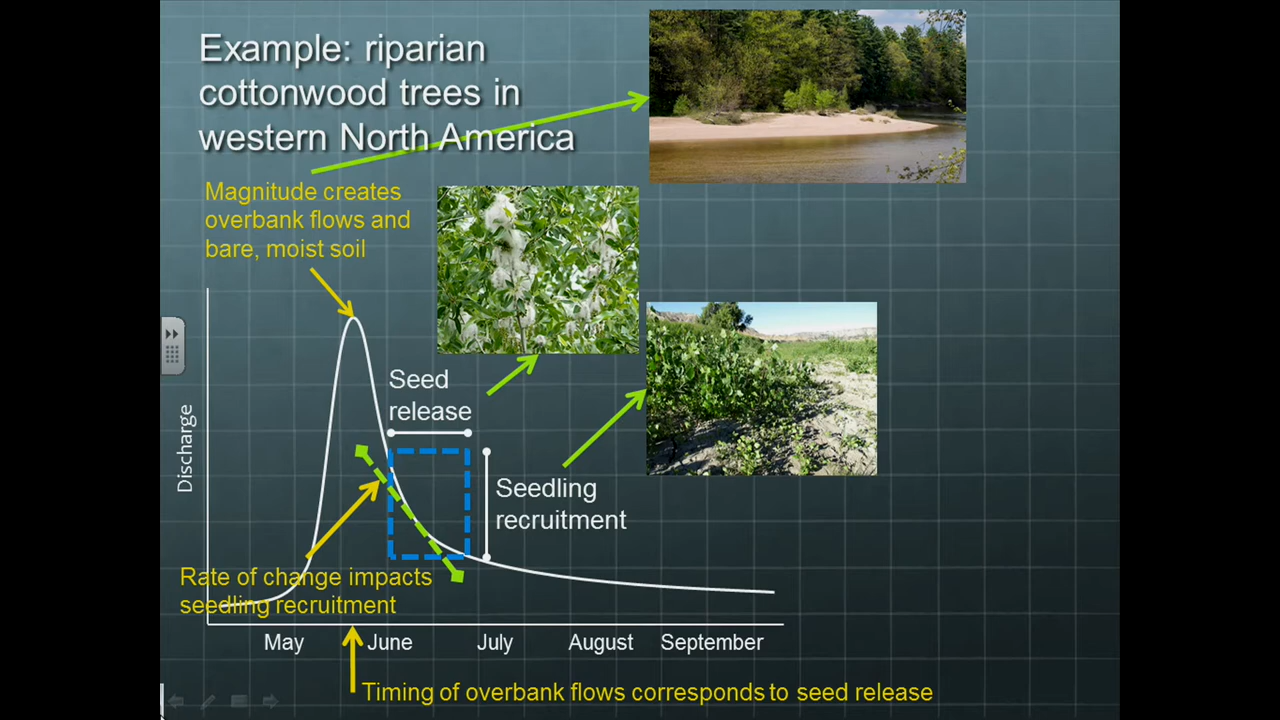 Example: riparian
cottonwood trees in
western North America
Magnitude creates
overbank flows and
bare, moist soil
Seed
release
Discharge
Seedling
recruitment
Rate of change impacts
seedling recruitment
May June July August September
Timing of overbank flows corresponds to seed release